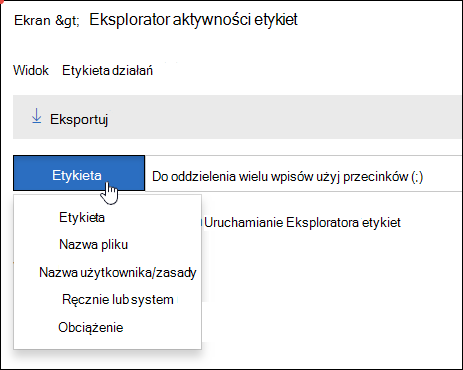 Ekran &gt; Eksplorator aktywności etykiet
Widok Etykieta działań
Eksportuj
Etykieta Do oddzielenia wielu wpisów użyj przecinków (;)
Etykieta
) Uruchamianie Eksploratora etykiet
Nazwa pliku
Nazwa użytkownika/zasady
Ręcznie lub system
Obciążenie